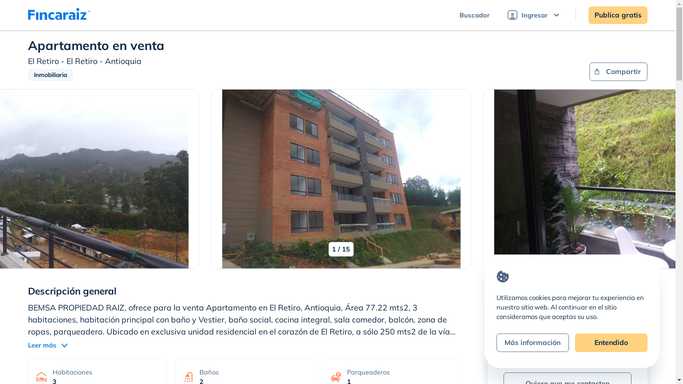 Fincaraiz
Buscador
Ingresar
Publica gratis
Apartamento en venta
El Retiro - El Retiro - Antioquia
Inmobiliaria
Compartir
1 / 15
Descripción general
BEMSA PROPIEDAD RAIZ, ofrece para la venta Apartamento en El Retiro, Antioquia, Área 77.22 mts2, 3
habitaciones, habitación principal con baño y Vestier, baño social, cocina integral, sala comedor, balcón, zona de
ropas, parqueadero. Ubicado en exclusiva unidad residencial en el corazón de El Retiro, a sólo 250 mts2 de la vía...
Leer más
Habitaciones
3
Baños
2
Parqueaderos
1
Utilizamos cookies para mejorar tu experiencia en
nuestro sitio web. Al continuar en el sitio
consideramos que aceptas su uso.
Más información
Entendido
Quiero que me contacten